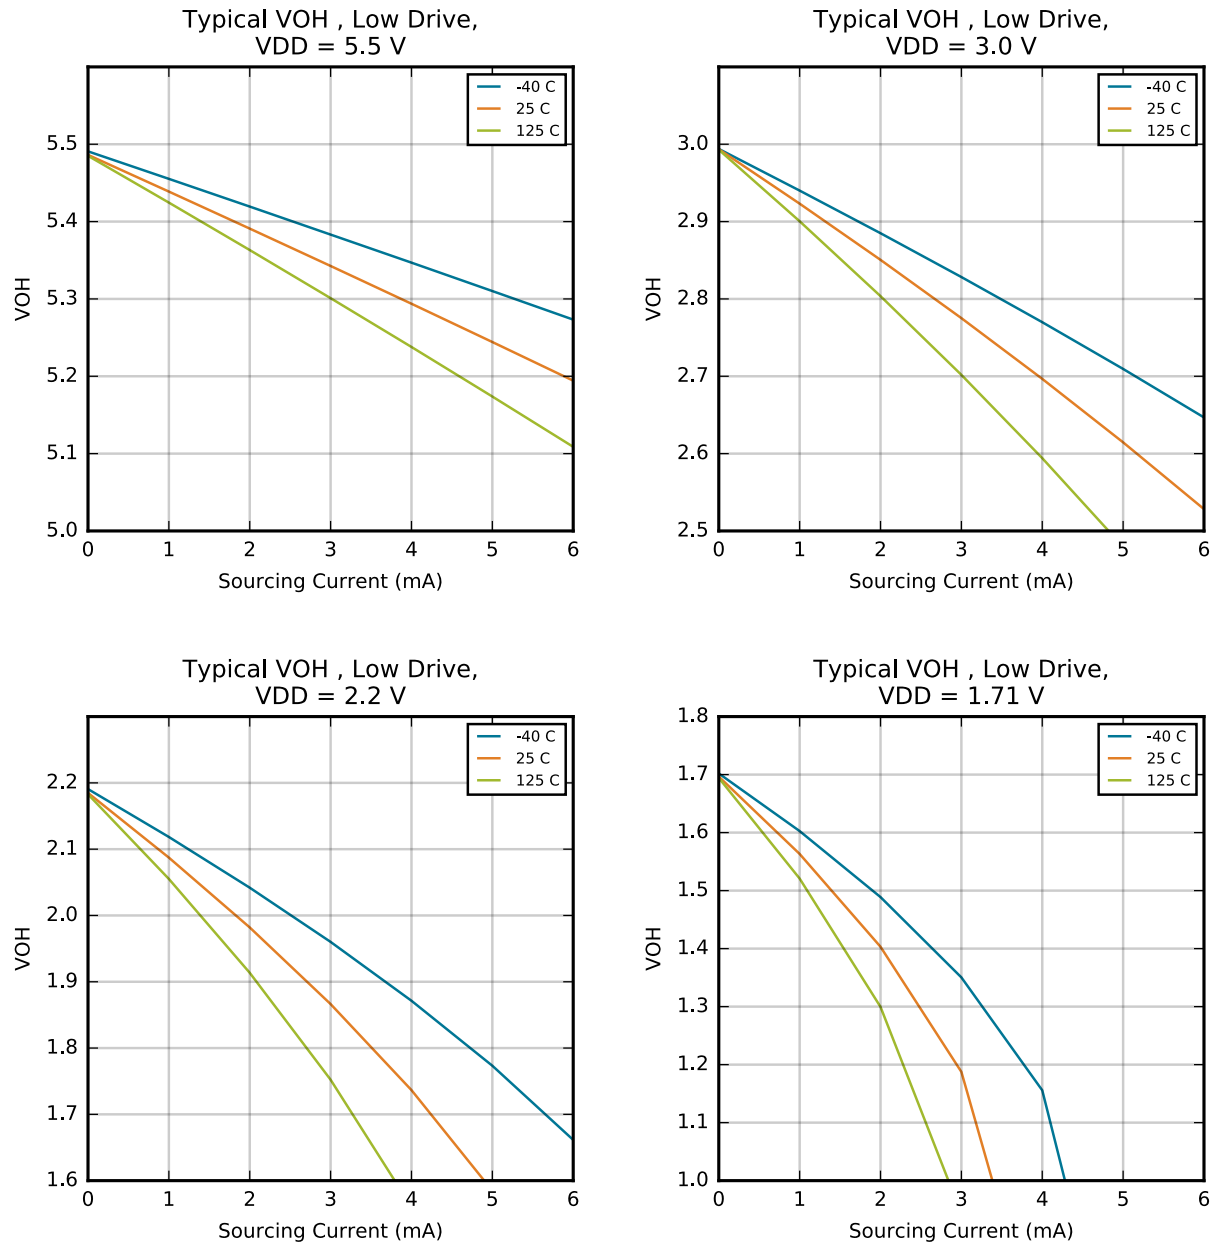 Typical VOH , Low Drive,
VDD = 5.5 V
-40 C
25 C
125 C
5.5
5.4
5.3
5.2
5.1
5.0
VOH
0 1 2 3 4 5 6
Sourcing Current (mA)
Typical VOH , Low Drive,
VDD = 3.0 V
-40 C
25 C
125 C
3.0
2.9
2.8
2.7
2.6
2.5
VOH
0 1 2 3 4 5 6
Sourcing Current (mA)
Typical VOH , Low Drive,
VDD = 2.2 V
-40 C
25 C
125 C
2.2
2.1
2.0
1.9
1.8
1.7
1.6
VOH
0 1 2 3 4 5 6
Sourcing Current (mA)
Typical VOH , Low Drive,
VDD = 1.71 V
-40 C
25 C
125 C
1.8
1.7
1.6
1.5
1.4
1.3
1.2
1.1
1.0
VOH
0 1 2 3 4 5 6
Sourcing Current (mA)